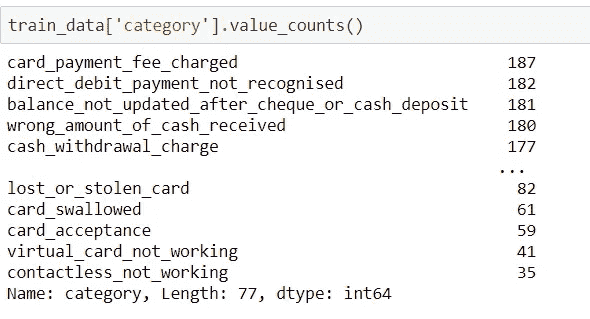 train_data['category'].value_counts()
card_payment_fee_charged 187
direct_debit_payment_not_recognised 182
balance_not_updated_after_cheque_or_cash_deposit 181
wrong_amount_of_cash_received 180
cash_withdrawal_charge 177
...
lost_or_stolen_card 82
card_swallowed 61
card_acceptance 59
virtual_card_not_working 41
contactless_not_working 35
Name: category, Length: 77, dtype: int64